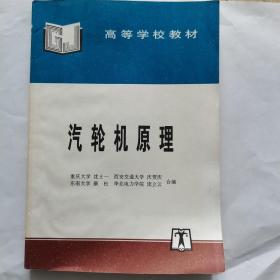 GJ
高等学校教材
汽轮机原理
重庆大学 沈士一 西安交通大学 庄贺庆
东南大学 康松 华北电力学院 庞立云 合编